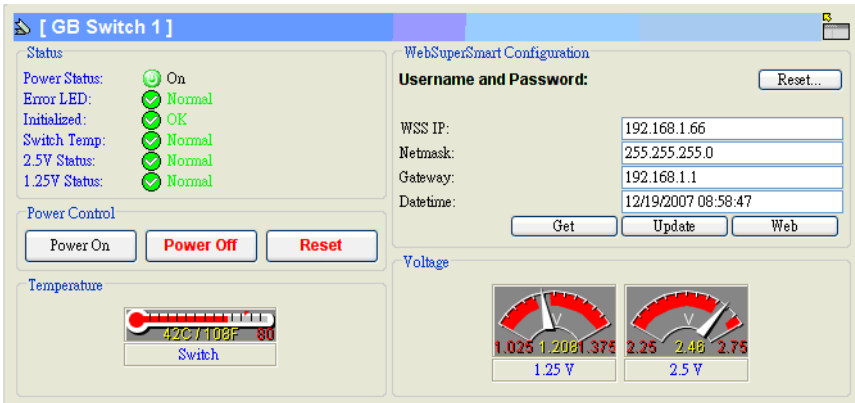 [ GB Switch 1 ]
Status
Power Status: On
Error LED: Normal
Initialized: OK
Switch Temp: Normal
2.5V Status: Normal
1.25V Status: Normal
Power Control
Power On Power Off Reset
Temperature
42C / 108F 80
Switch
WebSuperSmart Configuration
Username and Password: Reset...
WSS IP: 192.168.1.66
Netmask: 255.255.255.0
Gateway: 192.168.1.1
Datetime: 12/19/2007 08:58:47
Get Update Web
Voltage
V V
1.025 1.208 1.375 2.25 2.46 2.75
1.25 V 2.5 V